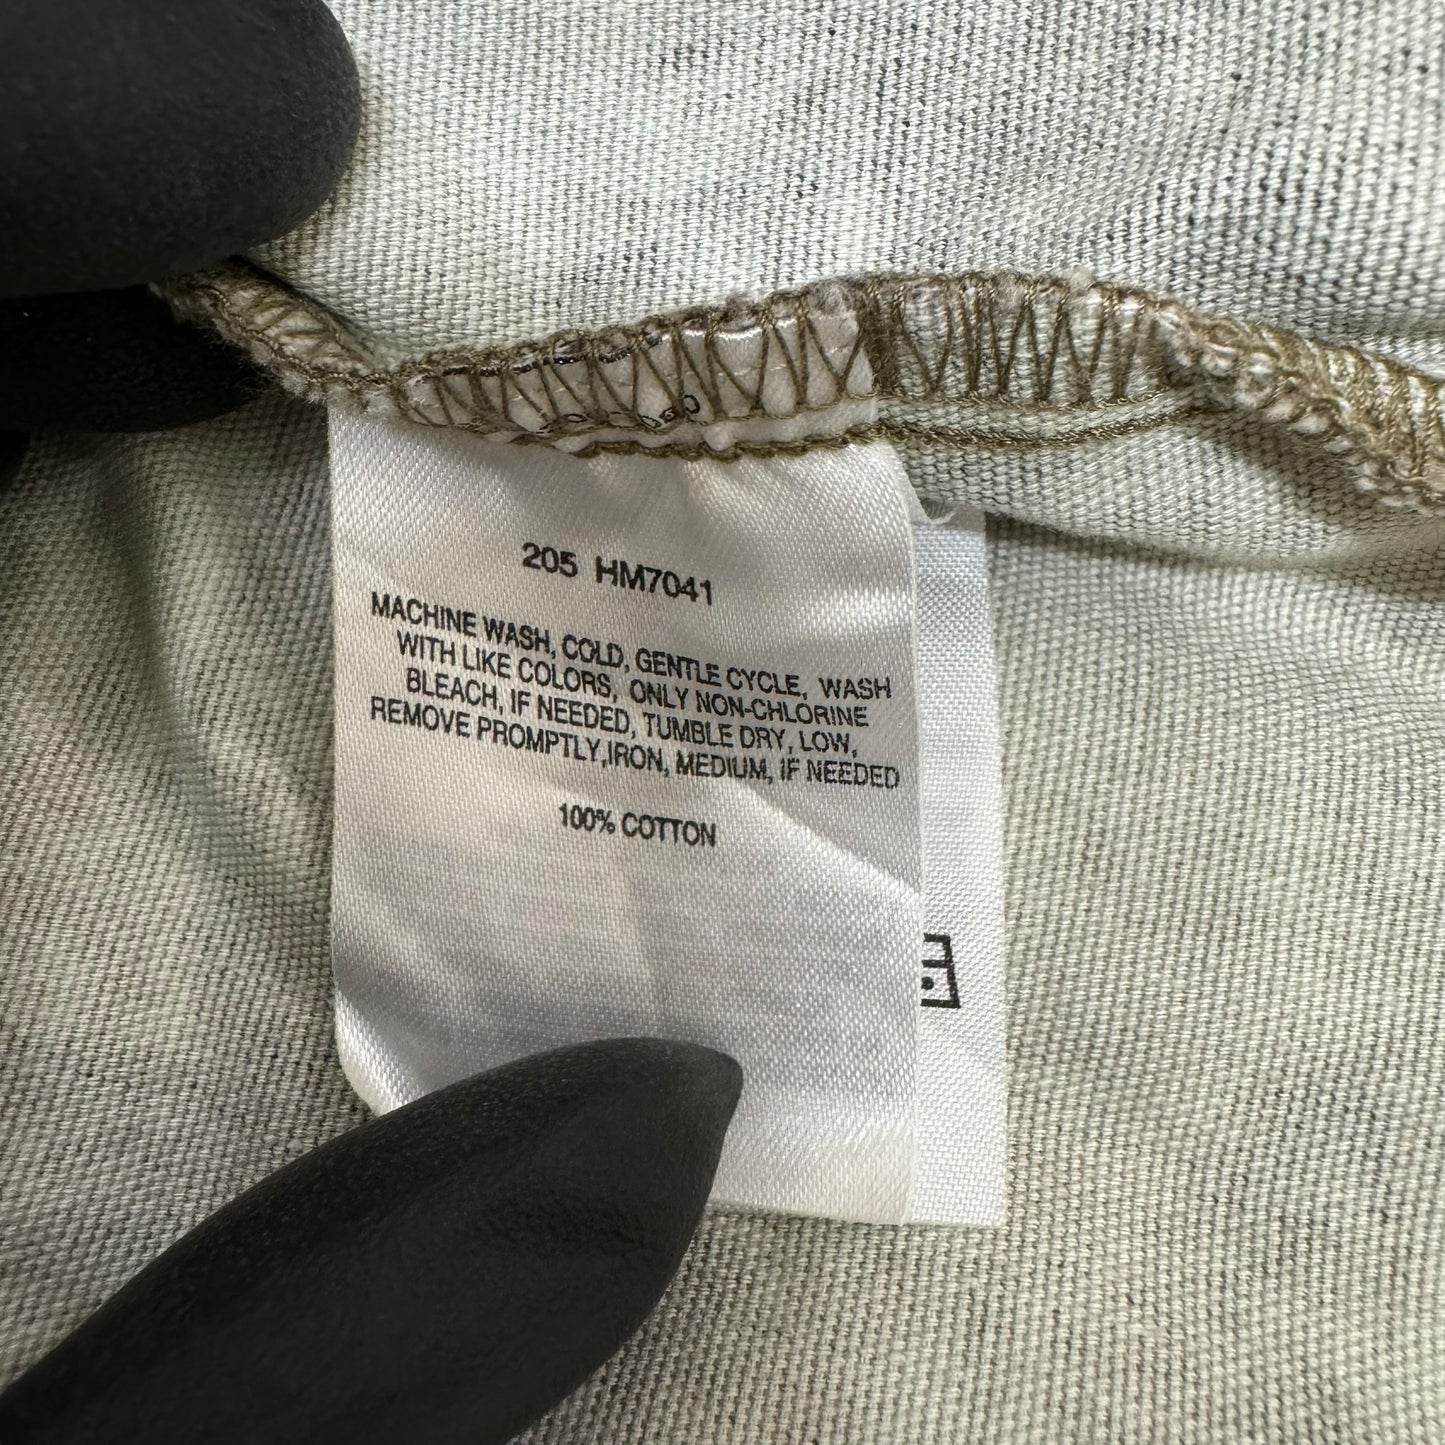 205 HM7041
MACHINE WASH, COLD, GENTLE CYCLE, WASH
WITH LIKE COLORS, ONLY NON-CHLORINE
BLEACH, IF NEEDED, TUMBLE DRY, LOW,
REMOVE PROMPTLY,IRON, MEDIUM, IF NEEDED
100% COTTON